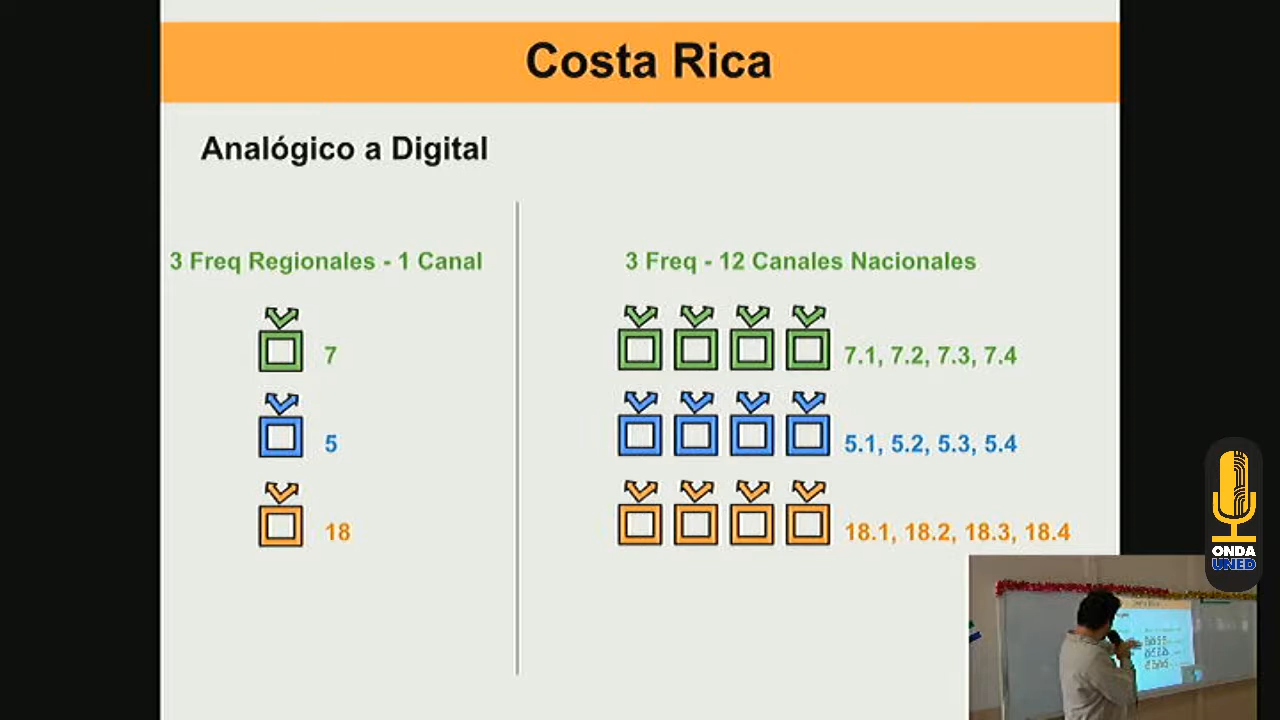 Costa Rica
Analógico a Digital
3 Freq Regionales - 1 Canal
7
5
18
3 Freq - 12 Canales Nacionales
7.1, 7.2, 7.3, 7.4
5.1, 5.2, 5.3, 5.4
18.1, 18.2, 18.3, 18.4
ONDA
UNED